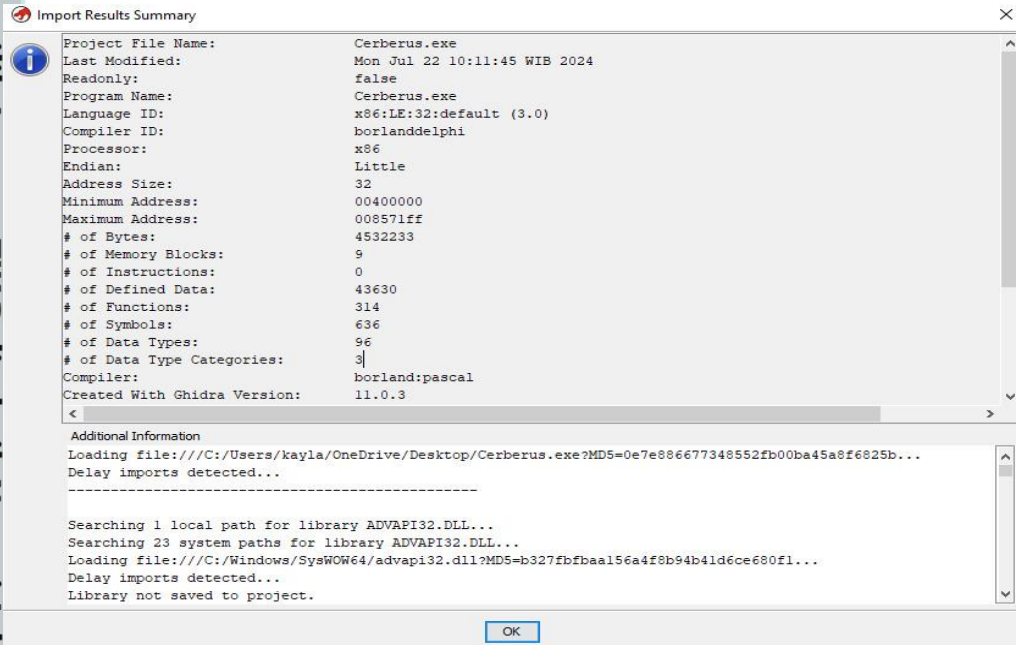 Import Results Summary
Project File Name: Cerberus.exe
Last Modified: Mon Jul 22 10:11:45 WIB 2024
Readonly: false
Program Name: Cerberus.exe
Language ID: x86:LE:32:default (3.0)
Compiler ID: borlanddelphi
Processor: x86
Endian: Little
Address Size: 32
Minimum Address: 00400000
Maximum Address: 008571ff
# of Bytes: 4532233
# of Memory Blocks: 9
# of Instructions: 0
# of Defined Data: 43630
# of Functions: 314
# of Symbols: 636
# of Data Types: 96
# of Data Type Categories: 3
Compiler: borland:pascal
Created With Ghidra Version: 11.0.3
Additional Information
Loading file:///C:/Users/kayla/OneDrive/Desktop/Cerberus.exe?MD5=0e7e886677348552fb00ba45a8f6825b...
Delay imports detected...
------------------------------------------------
Searching 1 local path for library ADVAPI32.DLL...
Searching 23 system paths for library ADVAPI32.DLL...
Loading file:///C:/Windows/SysWOW64/advapi32.dll?MD5=b327fbfbaa156a4f8b94b41d6ce680f1...
Delay imports detected...
Library not saved to project.
OK